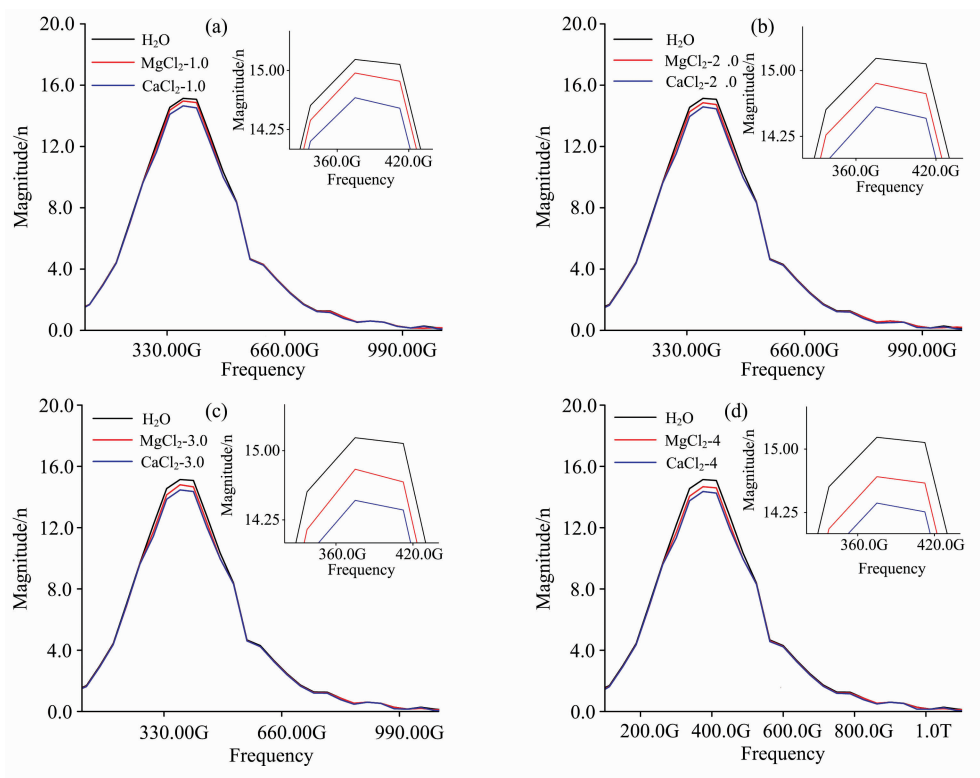 (a)
H₂O
MgCl₂-1.0
CaCl₂-1.0
20.0
16.0
12.0
8.0
4.0
0.0
Magnitude/n
330.00G 660.00G 990.00G
Frequency
15.00
14.25
Magnitude/n
360.0G 420.0G
Frequency
(b)
H₂O
MgCl₂-2 .0
CaCl₂-2 .0
20.0
16.0
12.0
8.0
4.0
0.0
Magnitude/n
330.00G 660.00G 990.00G
Frequency
15.00
14.25
Magnitude/n
360.0G 420.0G
Frequency
(c)
H₂O
MgCl₂-3.0
CaCl₂-3.0
20.0
16.0
12.0
8.0
4.0
0.0
Magnitude/n
330.00G 660.00G 990.00G
Frequency
15.00
14.25
Magnitude/n
360.0G 420.0G
Frequency
(d)
H₂O
MgCl₂-4
CaCl₂-4
20.0
16.0
12.0
8.0
4.0
0.0
Magnitude/n
200.0G 400.0G 600.0G 800.0G 1.0T
Frequency
15.00
14.25
Magnitude/n
360.0G 420.0G
Frequency